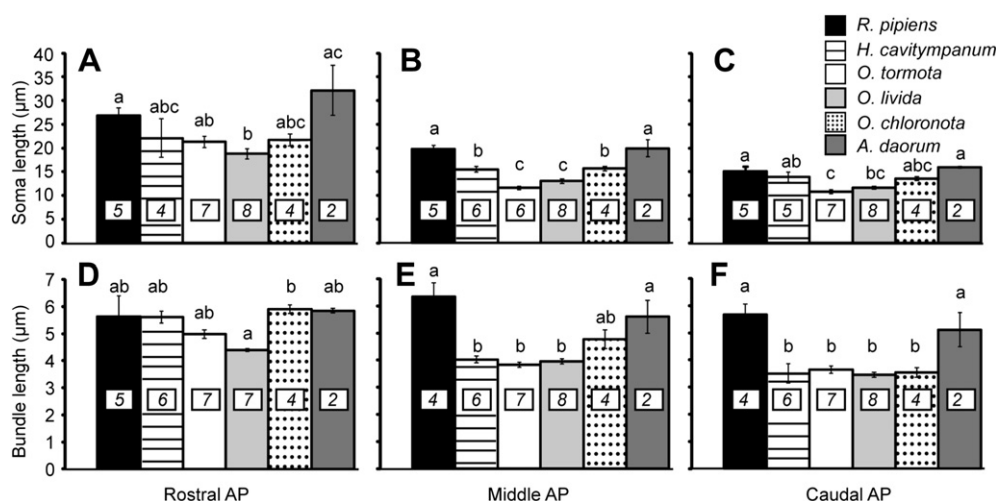 R. pipiens
H. cavitympanum
O. tormota
O. livida
O. chloronota
A. daorum
A
B
C
Soma length (µm)
40
35
30
25
20
15
10
5
0
a abc ab b abc ac
5 4 7 8 4 2
a b c c b a
5 6 6 8 4 2
a ab c bc abc a
5 5 7 8 4 2
D
E
F
Bundle length (µm)
7
6
5
4
3
2
1
0
ab ab ab a b ab
5 6 7 7 4 2
a b b b ab a
4 6 7 8 4 2
a b b b b a
4 6 7 8 4 2
Rostral AP
Middle AP
Caudal AP